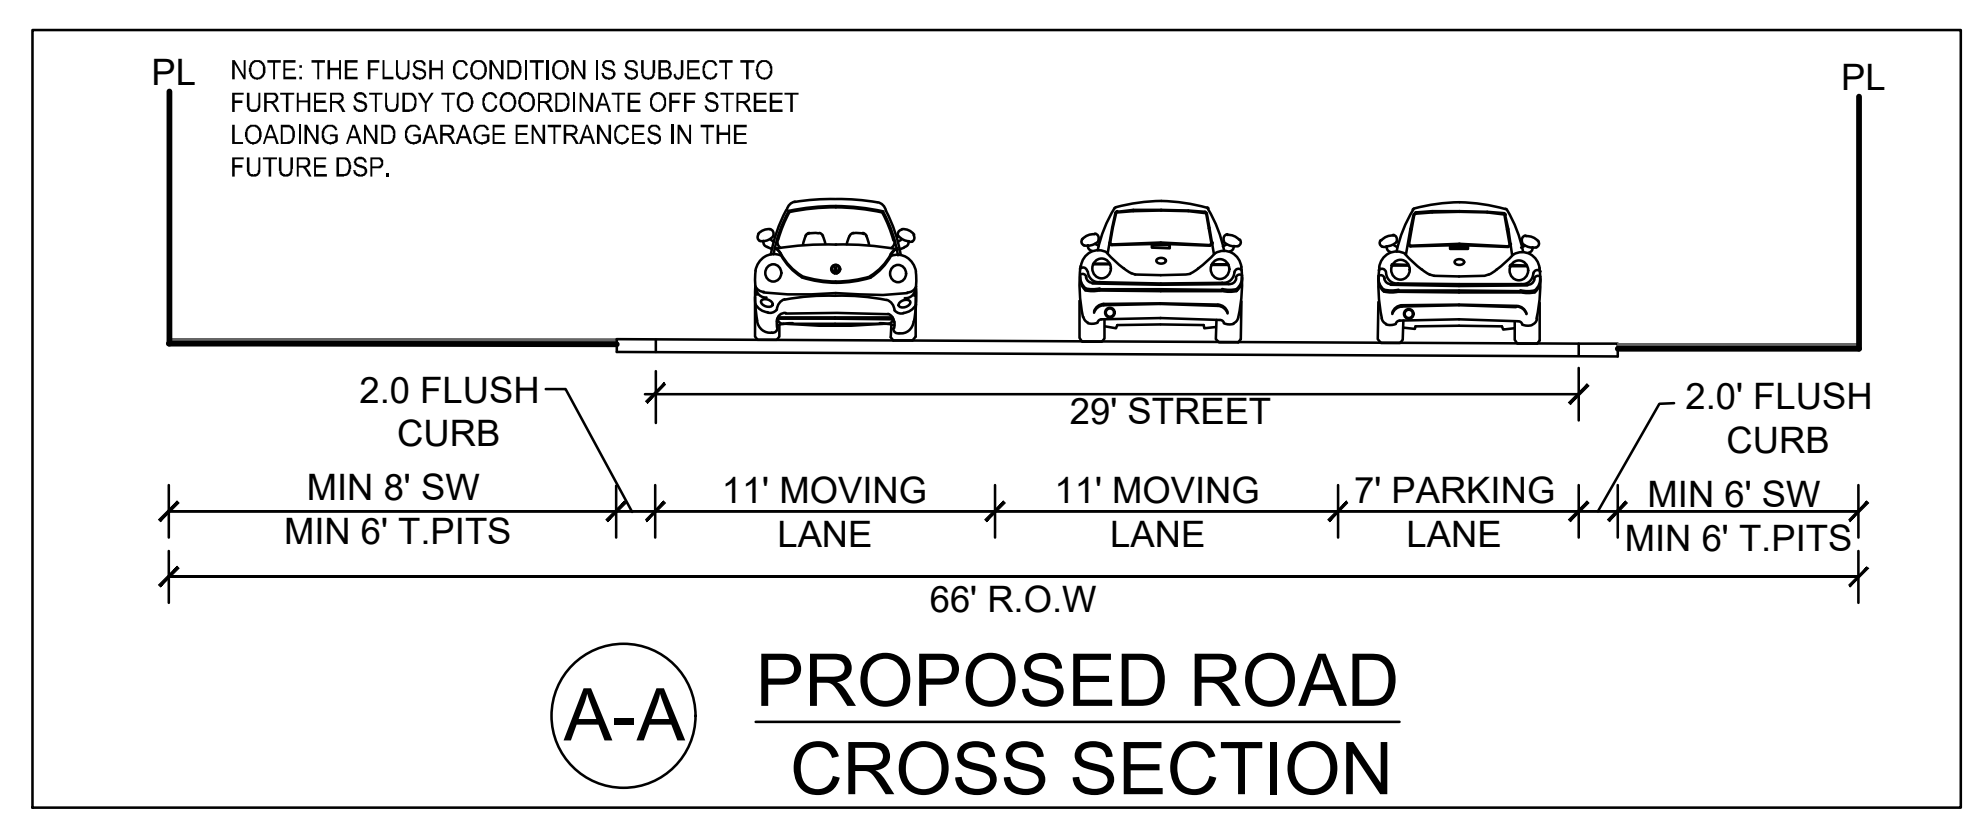 PL
NOTE: THE FLUSH CONDITION IS SUBJECT TO
FURTHER STUDY TO COORDINATE OFF STREET
LOADING AND GARAGE ENTRANCES IN THE
FUTURE DSP.
PL
2.0 FLUSH
CURB
29' STREET
2.0' FLUSH
CURB
MIN 8' SW
MIN 6' T.PITS
11' MOVING
LANE
11' MOVING
LANE
7' PARKING
LANE
MIN 6' SW
MIN 6' T.PITS
66' R.O.W
A-A
PROPOSED ROAD
CROSS SECTION